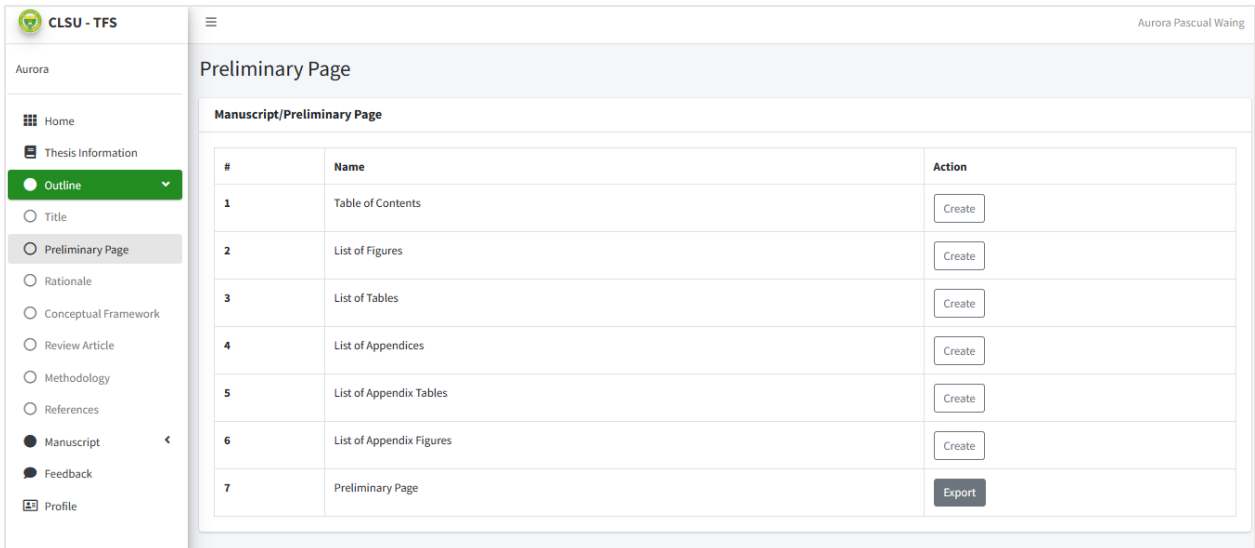 CLSU - TFS
Aurora Pascual Waing
Aurora
Home
Thesis Information
Outline
Title
Preliminary Page
Rationale
Conceptual Framework
Review Article
Methodology
References
Manuscript
Feedback
Profile
Preliminary Page
Manuscript/Preliminary Page
# Name Action
1 Table of Contents Create
2 List of Figures Create
3 List of Tables Create
4 List of Appendices Create
5 List of Appendix Tables Create
6 List of Appendix Figures Create
7 Preliminary Page Export